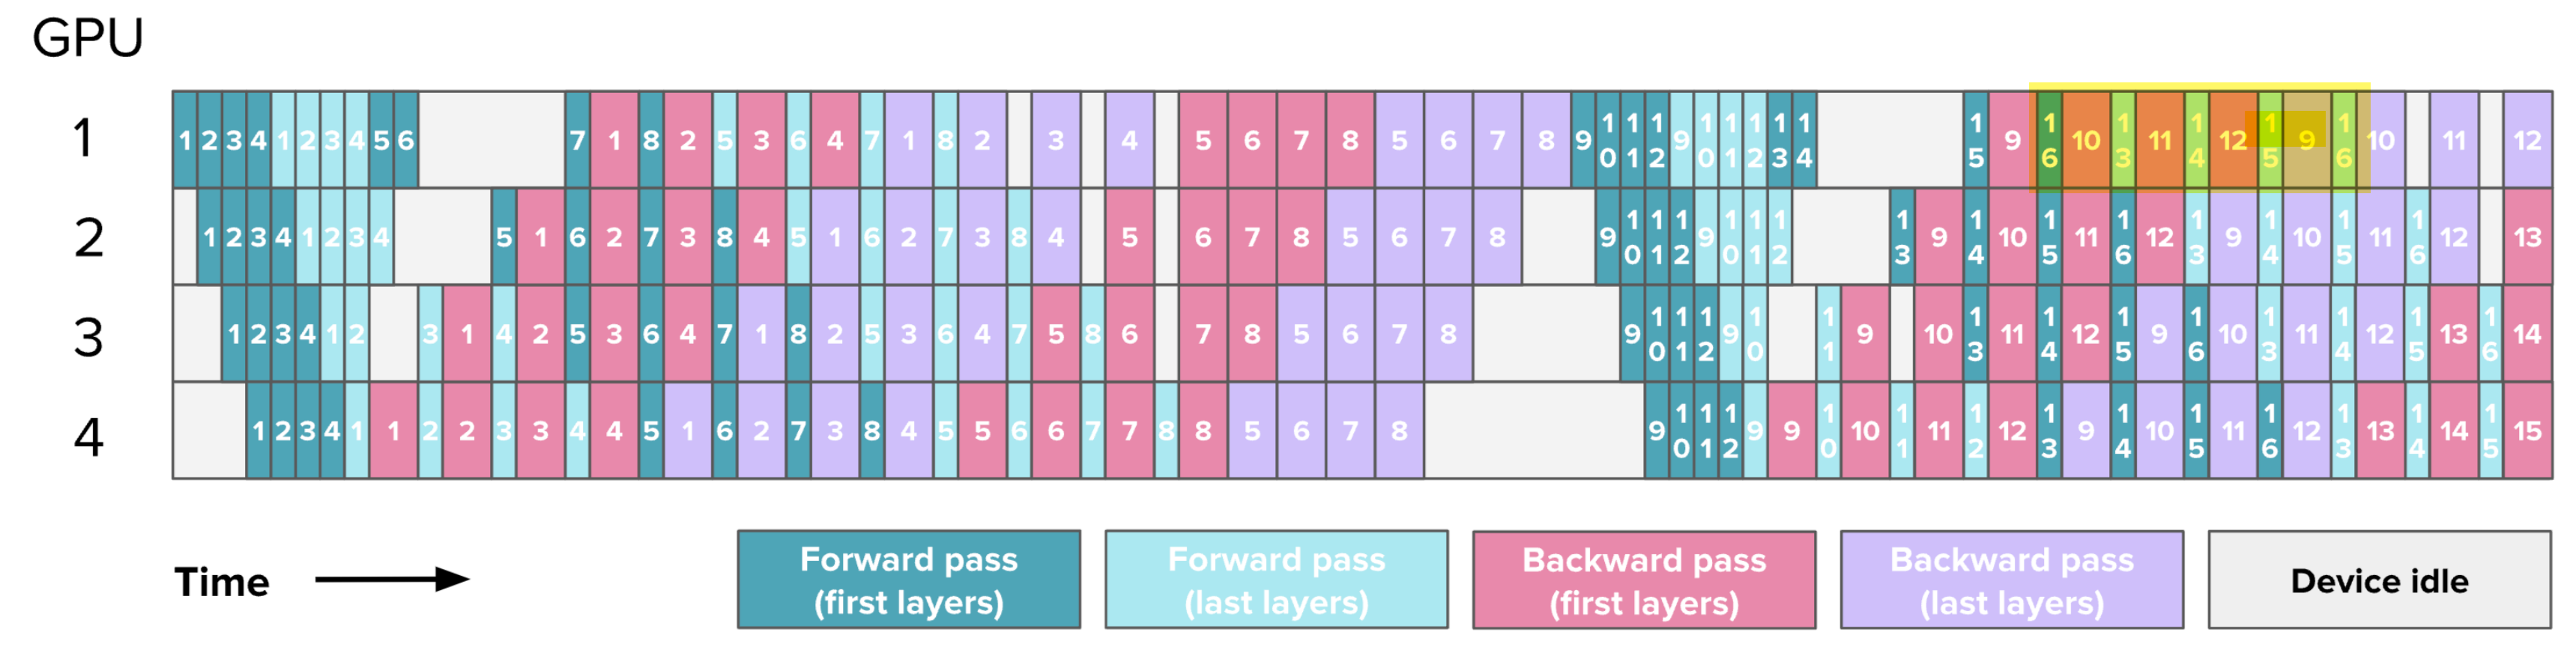 GPU
1 1 2 3 4 1 2 3 4 5 6 7 1 8 2 5 3 6 4 7 1 8 2 3 4 5 6 7 8 5 6 7 8 9 10 11 12 9 10 11 12 13 14 15 9 16 10 13 11 14 12 15 9 16 10 11 12
2 1 2 3 4 1 2 3 4 5 1 6 2 7 3 8 4 5 1 6 2 7 3 8 4 5 6 7 8 5 6 7 8 9 10 11 12 9 10 11 12 13 9 14 10 15 11 16 12 13 9 14 10 15 11 16 12 13
3 1 2 3 4 1 2 3 1 4 2 5 3 6 4 7 1 8 2 5 3 6 4 7 5 8 6 7 8 5 6 7 8 9 10 11 12 9 10 11 9 10 13 11 14 12 15 9 16 10 13 11 14 12 15 13 16 14
4 1 2 3 4 1 1 2 2 3 3 4 4 5 1 6 2 7 3 8 4 5 5 6 6 7 7 8 8 5 6 7 8 9 10 11 12 9 9 10 10 11 11 12 12 13 9 14 10 15 11 16 12 13 13 14 14 15 15
Time
Forward pass
(first layers)
Forward pass
(last layers)
Backward pass
(first layers)
Backward pass
(last layers)
Device idle